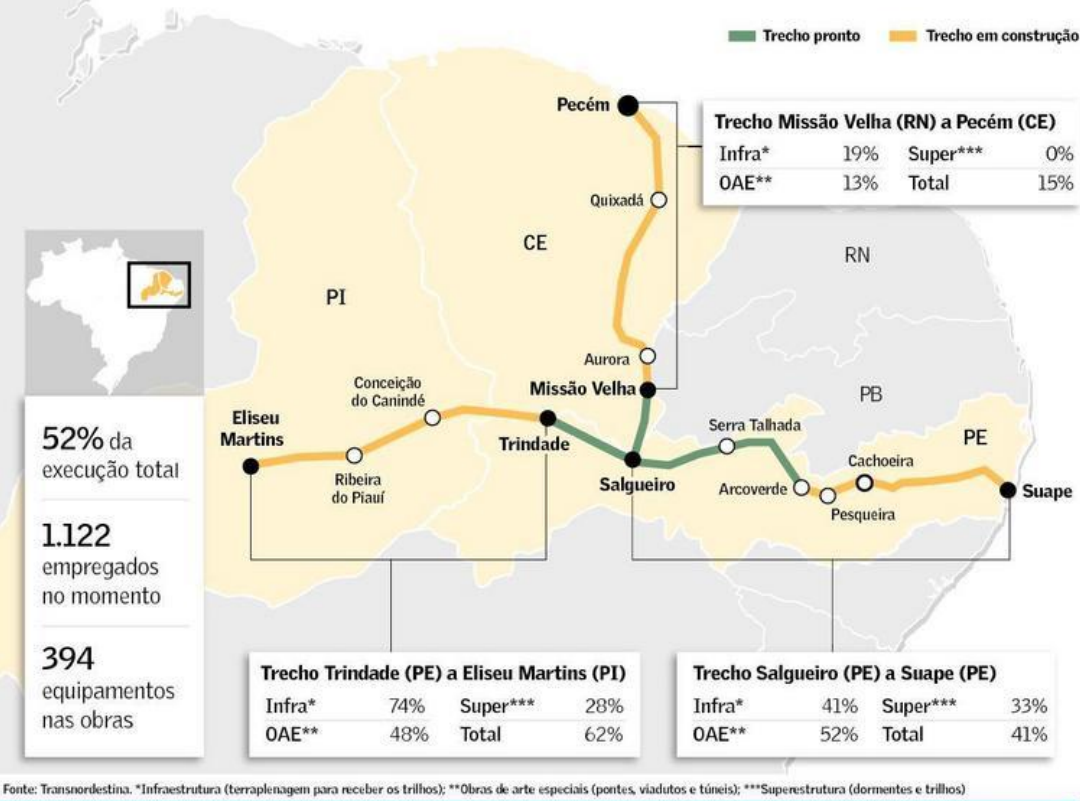 Trecho pronto Trecho em construção
Pecém
Trecho Missão Velha (RN) a Pecém (CE)
Infra* 19% Super*** 0%
OAE** 13% Total 15%
Quixadá
CE
RN
PI
Aurora
Missão Velha
PB
Conceição
do Canindé
Eliseu
Martins
Trindade
Serra Talhada
PE
Cachoeira
Ribeira
do Piauí
Salgueiro
Arcoverde
Pesqueira
Suape
52% da
execução total
1.122
empregados
no momento
394
equipamentos
nas obras
Trecho Trindade (PE) a Eliseu Martins (PI)
Infra* 74% Super*** 28%
OAE** 48% Total 62%
Trecho Salgueiro (PE) a Suape (PE)
Infra* 41% Super*** 33%
OAE** 52% Total 41%
Fonte: Transnordestina. *Infraestrutura (terraplenagem para receber os trilhos); **Obras de arte especiais (pontes, viadutos e túneis); ***Superestrutura (dormentes e trilhos)